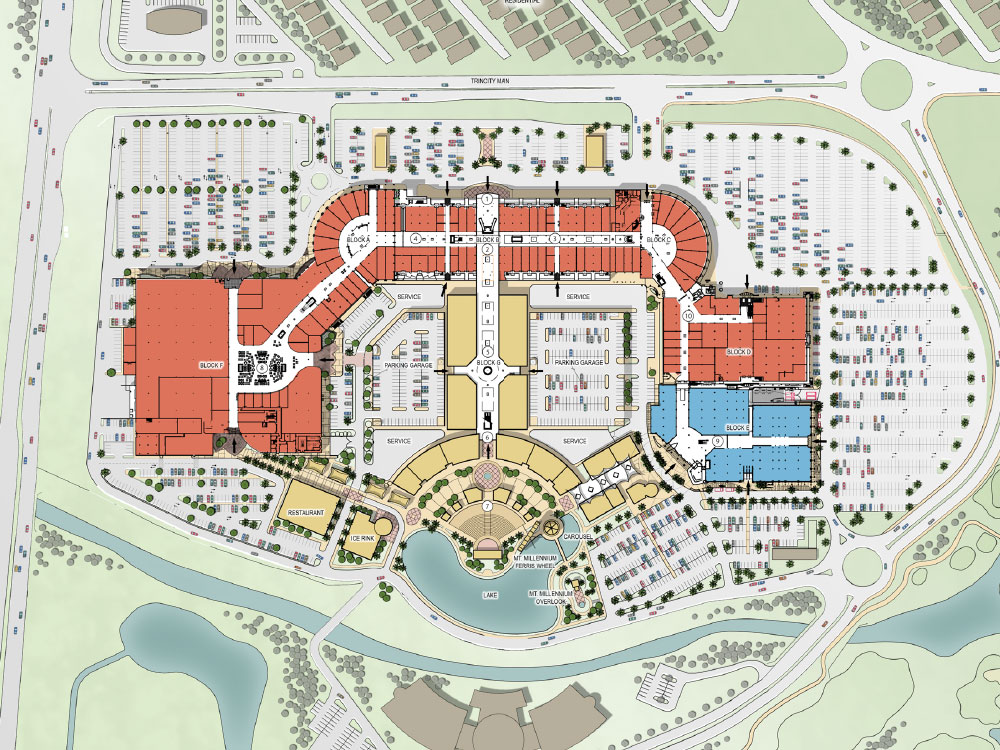 RESIDENTIAL
TRINCITY MAIN
1
BLOCK A
4
BLOCK B
2
3
BLOCK C
SERVICE
SERVICE
10
BLOCK F
8
PARKING GARAGE
5
BLOCK G
PARKING GARAGE
BLOCK D
BLOCK E
SERVICE
6
SERVICE
9
RESTAURANT
7
ICE RINK
CAROUSEL
MT. MILLENNIUM
FERRIS WHEEL
LAKE
MT. MILLENNIUM
OVERLOOK